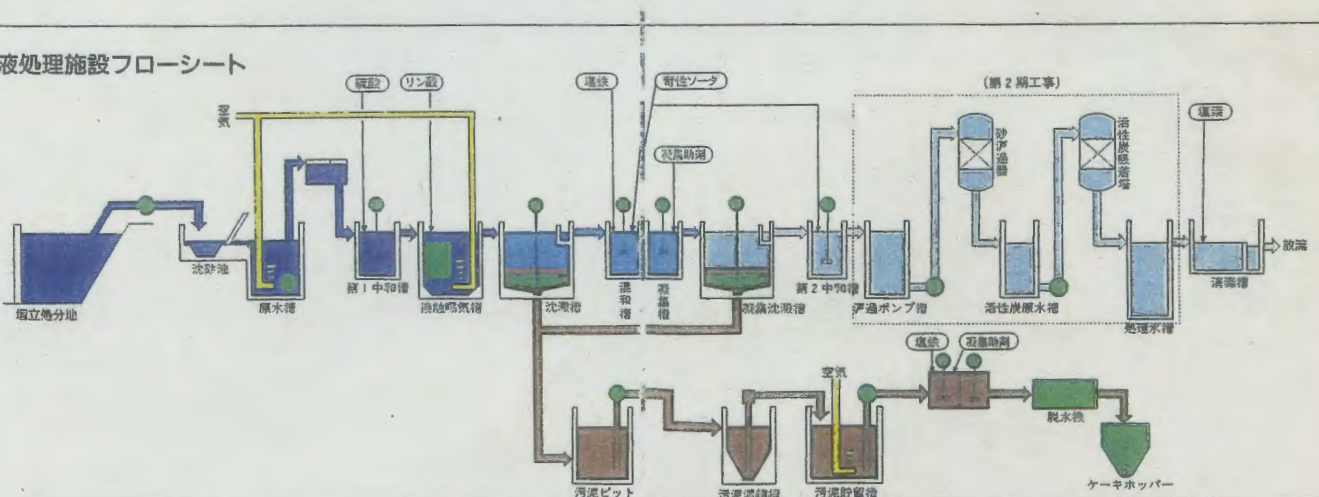 液処理施設フローシート
(第2期工事)
硫酸
リン酸
塩鉄
苛性ソーダ
凝集助剤
塩素
空気
砂沪過器
活性炭吸着塔
埋立処分地
沈砂池
原水槽
第1中和槽
接触曝気槽
沈澱槽
混和槽
凝集槽
凝集沈澱槽
第2中和槽
沪過ポンプ槽
活性炭原水槽
処理水槽
消毒槽
放流
塩鉄
凝集助剤
空気
汚泥ピット
汚泥濃縮槽
汚泥貯留槽
脱水機
ケーキホッパー